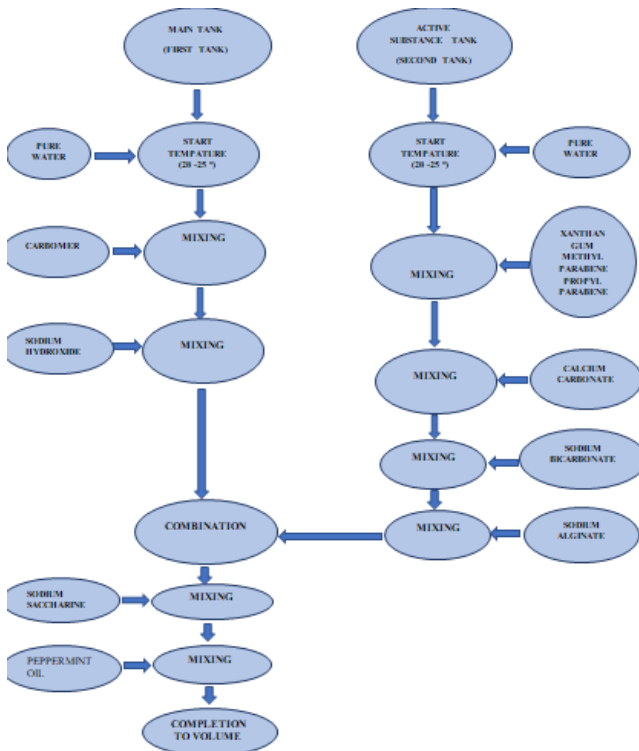 MAIN TANK
(FIRST TANK)
ACTIVE
SUBSTANCE TANK
(SECOND TANK)
PURE
WATER
START
TEMPATURE
(20 -25 º)
START
TEMPATURE
(20 -25 º)
PURE
WATER
CARBOMER
MIXING
MIXING
XANTHAN
GUM
METHYL
PARABENE
PROPYL
PARABENE
SODIUM
HYDROXIDE
MIXING
MIXING
CALCIUM
CARBONATE
MIXING
SODIUM
BICARBONATE
COMBINATION
MIXING
SODIUM
ALGINATE
SODIUM
SACCHARINE
MIXING
PEPPERMINT
OIL
MIXING
COMPLETION
TO VOLUME